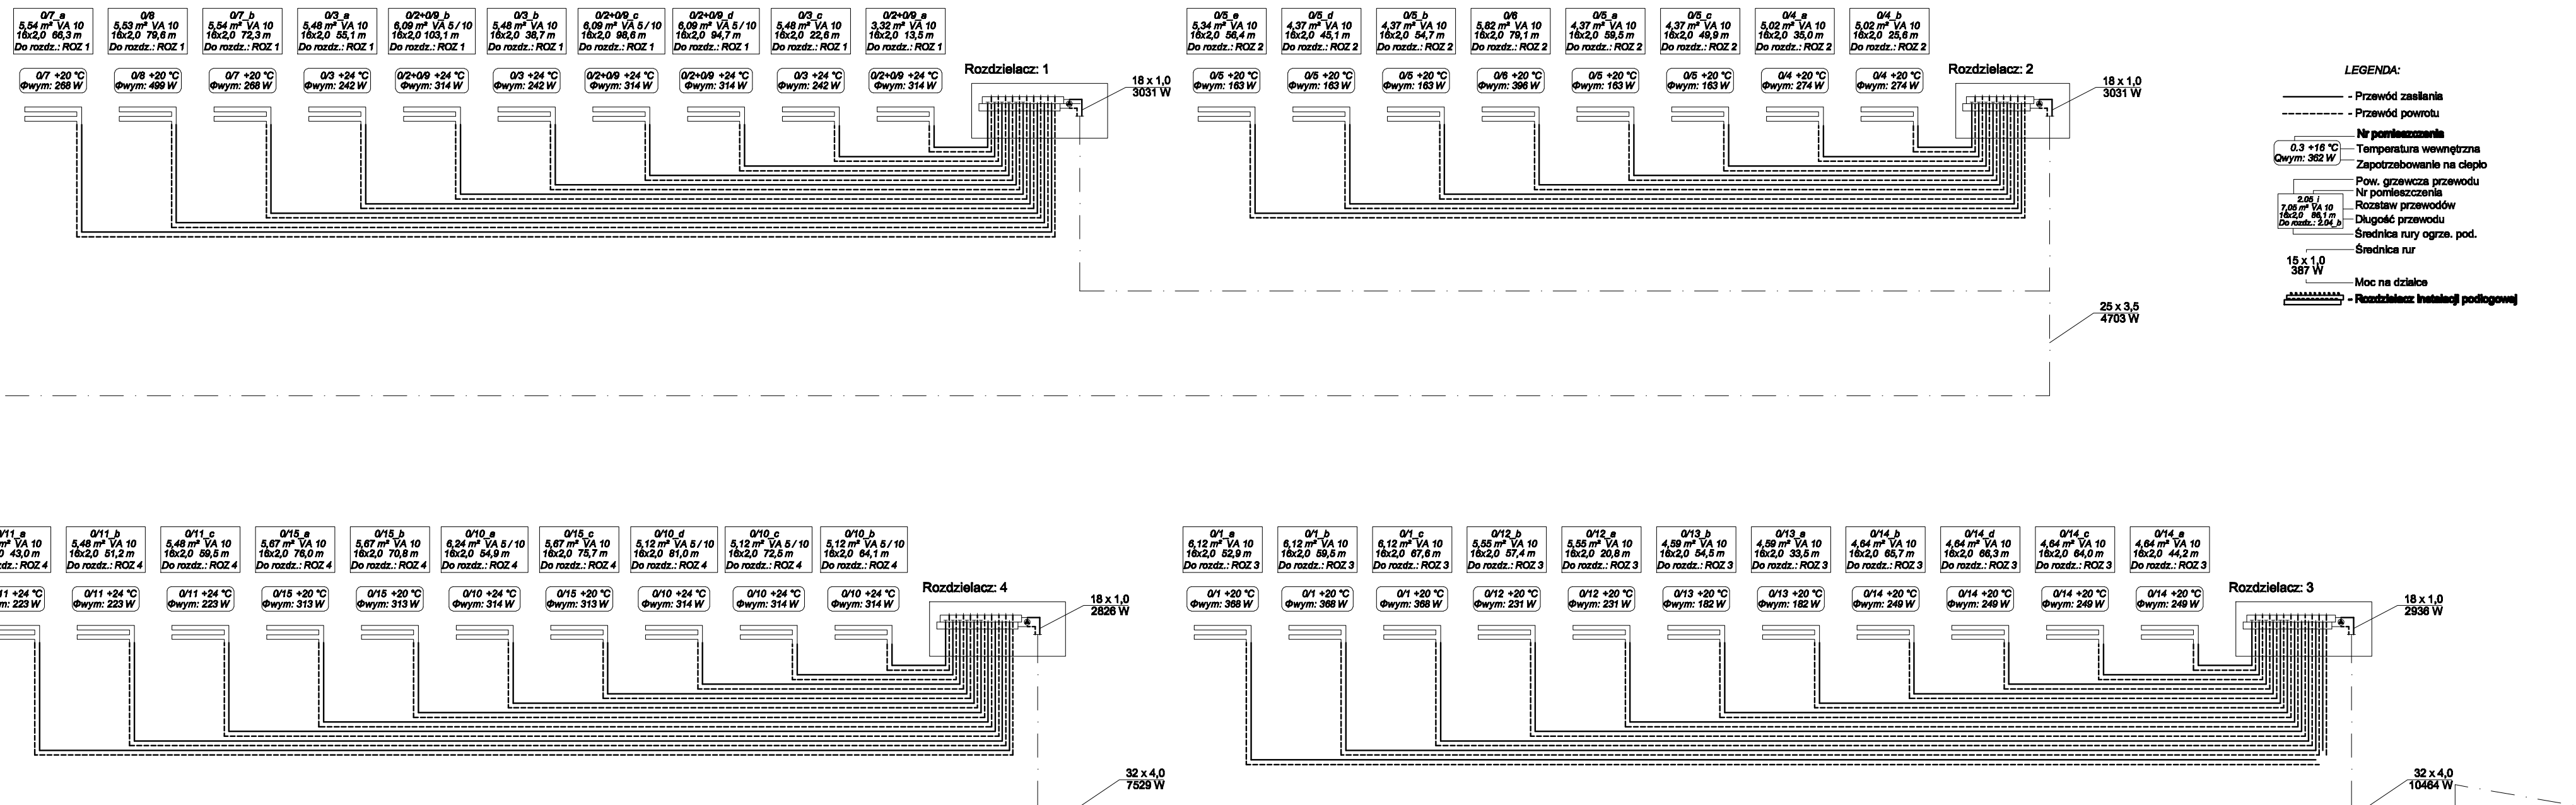 0/7_a
5,54 m² VA 10
16x2,0 66,3 m
Do rozdz.: ROZ 1
0/8
5,53 m² VA 10
16x2,0 79,6 m
Do rozdz.: ROZ 1
0/7_b
5,54 m² VA 10
16x2,0 72,3 m
Do rozdz.: ROZ 1
0/3_a
5,48 m² VA 10
16x2,0 55,1 m
Do rozdz.: ROZ 1
0/2+0/9_b
6,09 m² VA 5 / 10
16x2,0 103,1 m
Do rozdz.: ROZ 1
0/3_b
5,48 m² VA 10
16x2,0 38,7 m
Do rozdz.: ROZ 1
0/2+0/9_c
6,09 m² VA 5 / 10
16x2,0 98,6 m
Do rozdz.: ROZ 1
0/2+0/9_d
6,09 m² VA 5 / 10
16x2,0 94,7 m
Do rozdz.: ROZ 1
0/3_c
5,48 m² VA 10
16x2,0 22,6 m
Do rozdz.: ROZ 1
0/2+0/9_a
3,32 m² VA 10
16x2,0 13,5 m
Do rozdz.: ROZ 1
0/7 +20 °C
Φwym: 268 W
0/8 +20 °C
Φwym: 499 W
0/7 +20 °C
Φwym: 268 W
0/3 +24 °C
Φwym: 242 W
0/2+0/9 +24 °C
Φwym: 314 W
0/3 +24 °C
Φwym: 242 W
0/2+0/9 +24 °C
Φwym: 314 W
0/2+0/9 +24 °C
Φwym: 314 W
0/3 +24 °C
Φwym: 242 W
0/2+0/9 +24 °C
Φwym: 314 W
Rozdzielacz: 1
18 x 1,0
3031 W
0/5_e
5,34 m² VA 10
16x2,0 56,4 m
Do rozdz.: ROZ 2
0/5_d
4,37 m² VA 10
16x2,0 45,1 m
Do rozdz.: ROZ 2
0/5_b
4,37 m² VA 10
16x2,0 54,7 m
Do rozdz.: ROZ 2
0/6
5,82 m² VA 10
16x2,0 79,1 m
Do rozdz.: ROZ 2
0/5_a
4,37 m² VA 10
16x2,0 59,5 m
Do rozdz.: ROZ 2
0/5_c
4,37 m² VA 10
16x2,0 49,9 m
Do rozdz.: ROZ 2
0/4_a
5,02 m² VA 10
16x2,0 35,0 m
Do rozdz.: ROZ 2
0/4_b
5,02 m² VA 10
16x2,0 25,6 m
Do rozdz.: ROZ 2
0/5 +20 °C
Φwym: 163 W
0/5 +20 °C
Φwym: 163 W
0/5 +20 °C
Φwym: 163 W
0/6 +20 °C
Φwym: 396 W
0/5 +20 °C
Φwym: 163 W
0/5 +20 °C
Φwym: 163 W
0/4 +20 °C
Φwym: 274 W
0/4 +20 °C
Φwym: 274 W
Rozdzielacz: 2
18 x 1,0
3031 W
25 x 3,5
4703 W
LEGENDA:
- Przewód zasilania
- Przewód powrotu
Nr pomieszczenia
0.3 +16 °C
Qwym: 362 W
Temperatura wewnętrzna
Zapotrzebowanie na ciepło
Pow. grzewcza przewodu
Nr pomieszczenia
2.05_i
7,05 m² VA 10
16x2,0 86,1 m
Do rozdz.: 2.04_b
Rozstaw przewodów
Długość przewodu
Średnica rury ogrze. pod.
Średnica rur
15 x 1,0
387 W
Moc na działce
- Rozdzielacz instalacji podłogowej
0/11_a
m² VA 10
0 43,0 m
dz.: ROZ 4
0/11_b
5,48 m² VA 10
16x2,0 51,2 m
Do rozdz.: ROZ 4
0/11_c
5,48 m² VA 10
16x2,0 59,5 m
Do rozdz.: ROZ 4
0/15_a
5,67 m² VA 10
16x2,0 76,0 m
Do rozdz.: ROZ 4
0/15_b
5,67 m² VA 10
16x2,0 70,8 m
Do rozdz.: ROZ 4
0/10_a
6,24 m² VA 5 / 10
16x2,0 54,9 m
Do rozdz.: ROZ 4
0/15_c
5,67 m² VA 10
16x2,0 75,7 m
Do rozdz.: ROZ 4
0/10_d
5,12 m² VA 5 / 10
16x2,0 81,0 m
Do rozdz.: ROZ 4
0/10_c
5,12 m² VA 5 / 10
16x2,0 72,5 m
Do rozdz.: ROZ 4
0/10_b
5,12 m² VA 5 / 10
16x2,0 64,1 m
Do rozdz.: ROZ 4
11 +24 °C
m: 223 W
0/11 +24 °C
Φwym: 223 W
0/11 +24 °C
Φwym: 223 W
0/15 +20 °C
Φwym: 313 W
0/15 +20 °C
Φwym: 313 W
0/10 +24 °C
Φwym: 314 W
0/15 +20 °C
Φwym: 313 W
0/10 +24 °C
Φwym: 314 W
0/10 +24 °C
Φwym: 314 W
0/10 +24 °C
Φwym: 314 W
Rozdzielacz: 4
18 x 1,0
2826 W
32 x 4,0
7529 W
0/1_a
6,12 m² VA 10
16x2,0 52,9 m
Do rozdz.: ROZ 3
0/1_b
6,12 m² VA 10
16x2,0 59,5 m
Do rozdz.: ROZ 3
0/1_c
6,12 m² VA 10
16x2,0 67,6 m
Do rozdz.: ROZ 3
0/12_b
5,55 m² VA 10
16x2,0 57,4 m
Do rozdz.: ROZ 3
0/12_a
5,55 m² VA 10
16x2,0 20,8 m
Do rozdz.: ROZ 3
0/13_b
4,59 m² VA 10
16x2,0 54,5 m
Do rozdz.: ROZ 3
0/13_a
4,59 m² VA 10
16x2,0 33,5 m
Do rozdz.: ROZ 3
0/14_b
4,64 m² VA 10
16x2,0 65,7 m
Do rozdz.: ROZ 3
0/14_d
4,64 m² VA 10
16x2,0 66,3 m
Do rozdz.: ROZ 3
0/14_c
4,64 m² VA 10
16x2,0 64,0 m
Do rozdz.: ROZ 3
0/14_a
4,64 m² VA 10
16x2,0 44,2 m
Do rozdz.: ROZ 3
0/1 +20 °C
Φwym: 368 W
0/1 +20 °C
Φwym: 368 W
0/1 +20 °C
Φwym: 368 W
0/12 +20 °C
Φwym: 231 W
0/12 +20 °C
Φwym: 231 W
0/13 +20 °C
Φwym: 182 W
0/13 +20 °C
Φwym: 182 W
0/14 +20 °C
Φwym: 249 W
0/14 +20 °C
Φwym: 249 W
0/14 +20 °C
Φwym: 249 W
0/14 +20 °C
Φwym: 249 W
Rozdzielacz: 3
18 x 1,0
2936 W
32 x 4,0
10464 W